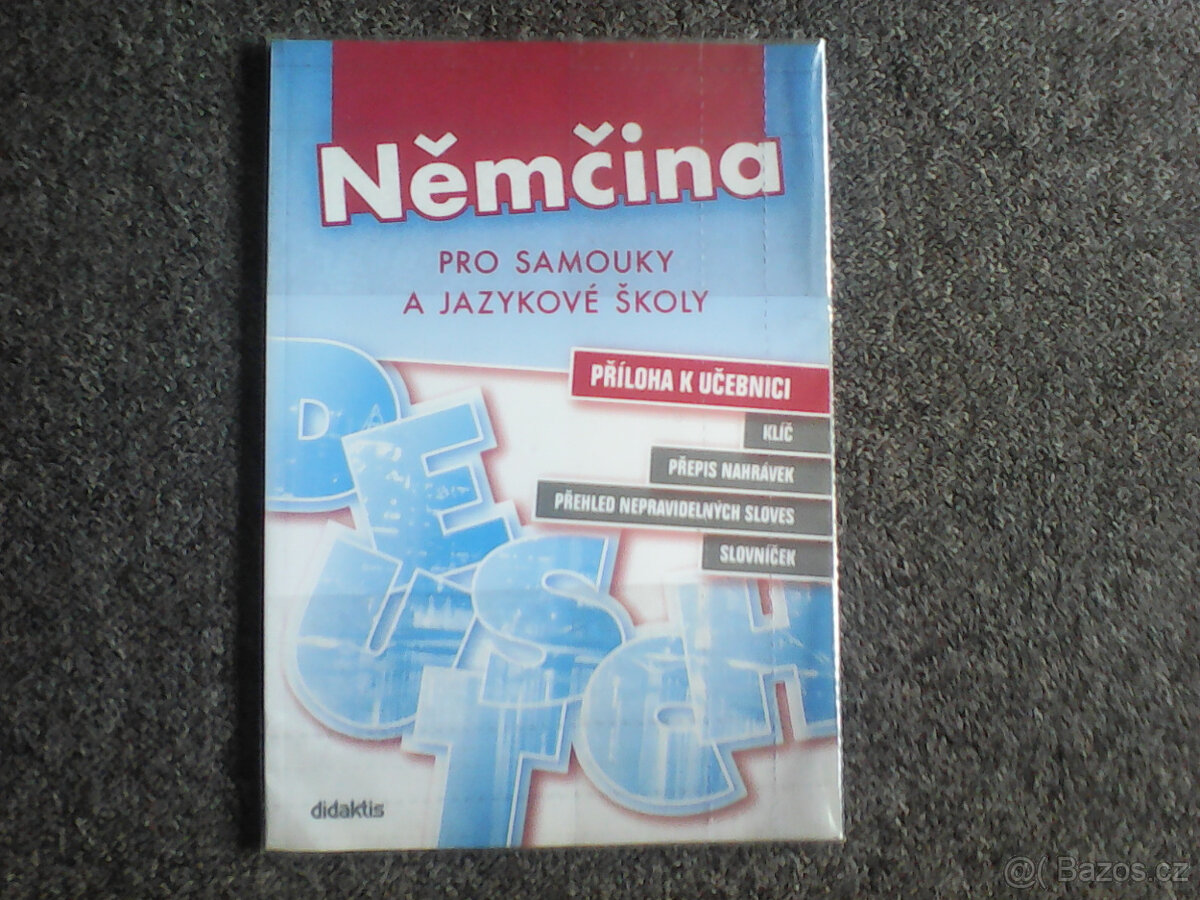 Němčina
PRO SAMOUKY
A JAZYKOVÉ ŠKOLY
PŘÍLOHA K UČEBNICI
KLÍČ
PŘEPIS NAHRÁVEK
PŘEHLED NEPRAVIDELNÝCH SLOVES
SLOVNÍČEK
DEUTSCH
didaktis
@( Bazos.cz